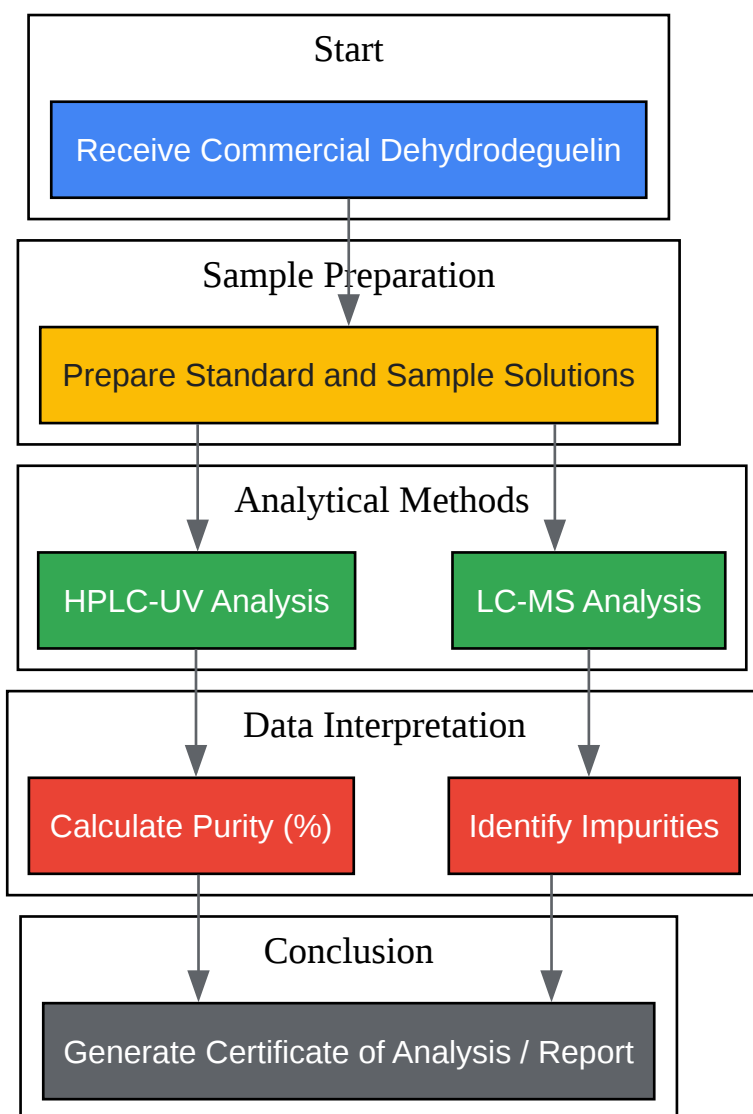 Start
Receive Commercial Dehydrodeguelin
Sample Preparation
Prepare Standard and Sample Solutions
Analytical Methods
HPLC-UV Analysis
LC-MS Analysis
Data Interpretation
Calculate Purity (%)
Identify Impurities
Conclusion
Generate Certificate of Analysis / Report